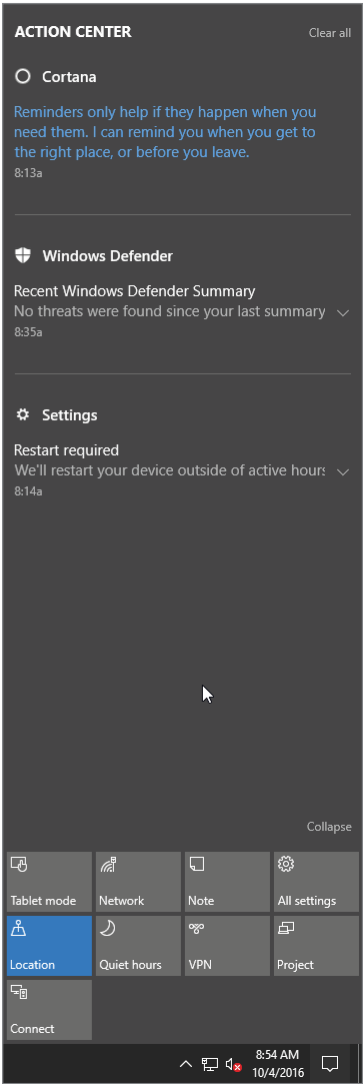 ACTION CENTER
Clear all
Cortana
Reminders only help if they happen when you
need them. I can remind you when you get to
the right place, or before you leave.
8:13a
Windows Defender
Recent Windows Defender Summary
No threats were found since your last summary
8:35a
Settings
Restart required
We'll restart your device outside of active hours
8:14a
Collapse
Tablet mode
Network
Note
All settings
Location
Quiet hours
VPN
Project
Connect
8:54 AM
10/4/2016